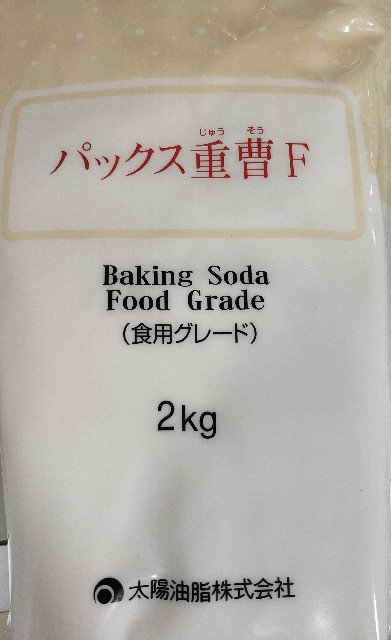 じゅう そう
パックス重曹F
Baking Soda
Food Grade
(食用グレード)
2kg
太陽油脂株式会社